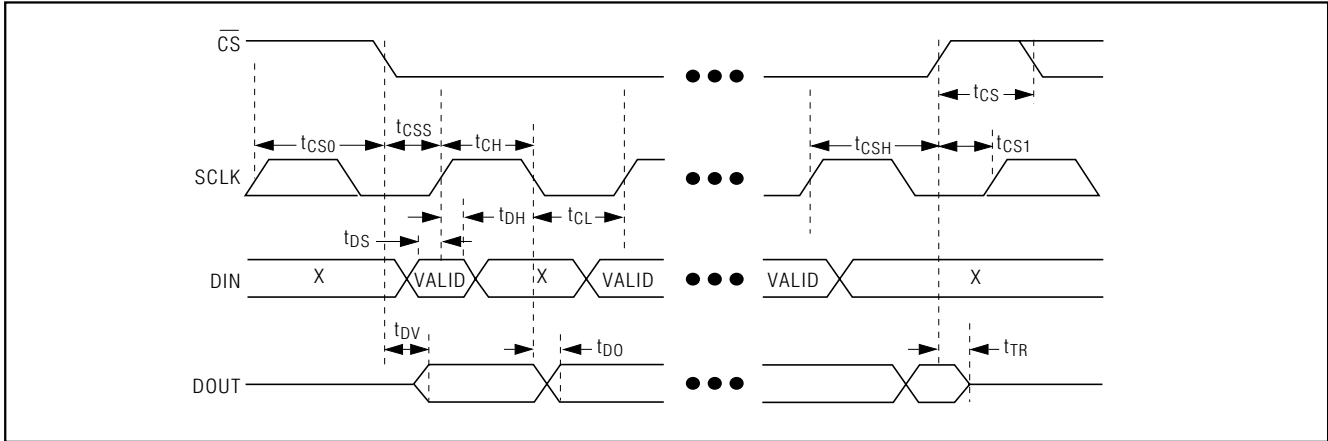 CS
tCS
tCSS
tCS0
tCH
tCSH
tCS1
SCLK
tDH
tCL
tDS
DIN
X
VALID
X
VALID
VALID
X
tDV
tDO
tTR
DOUT